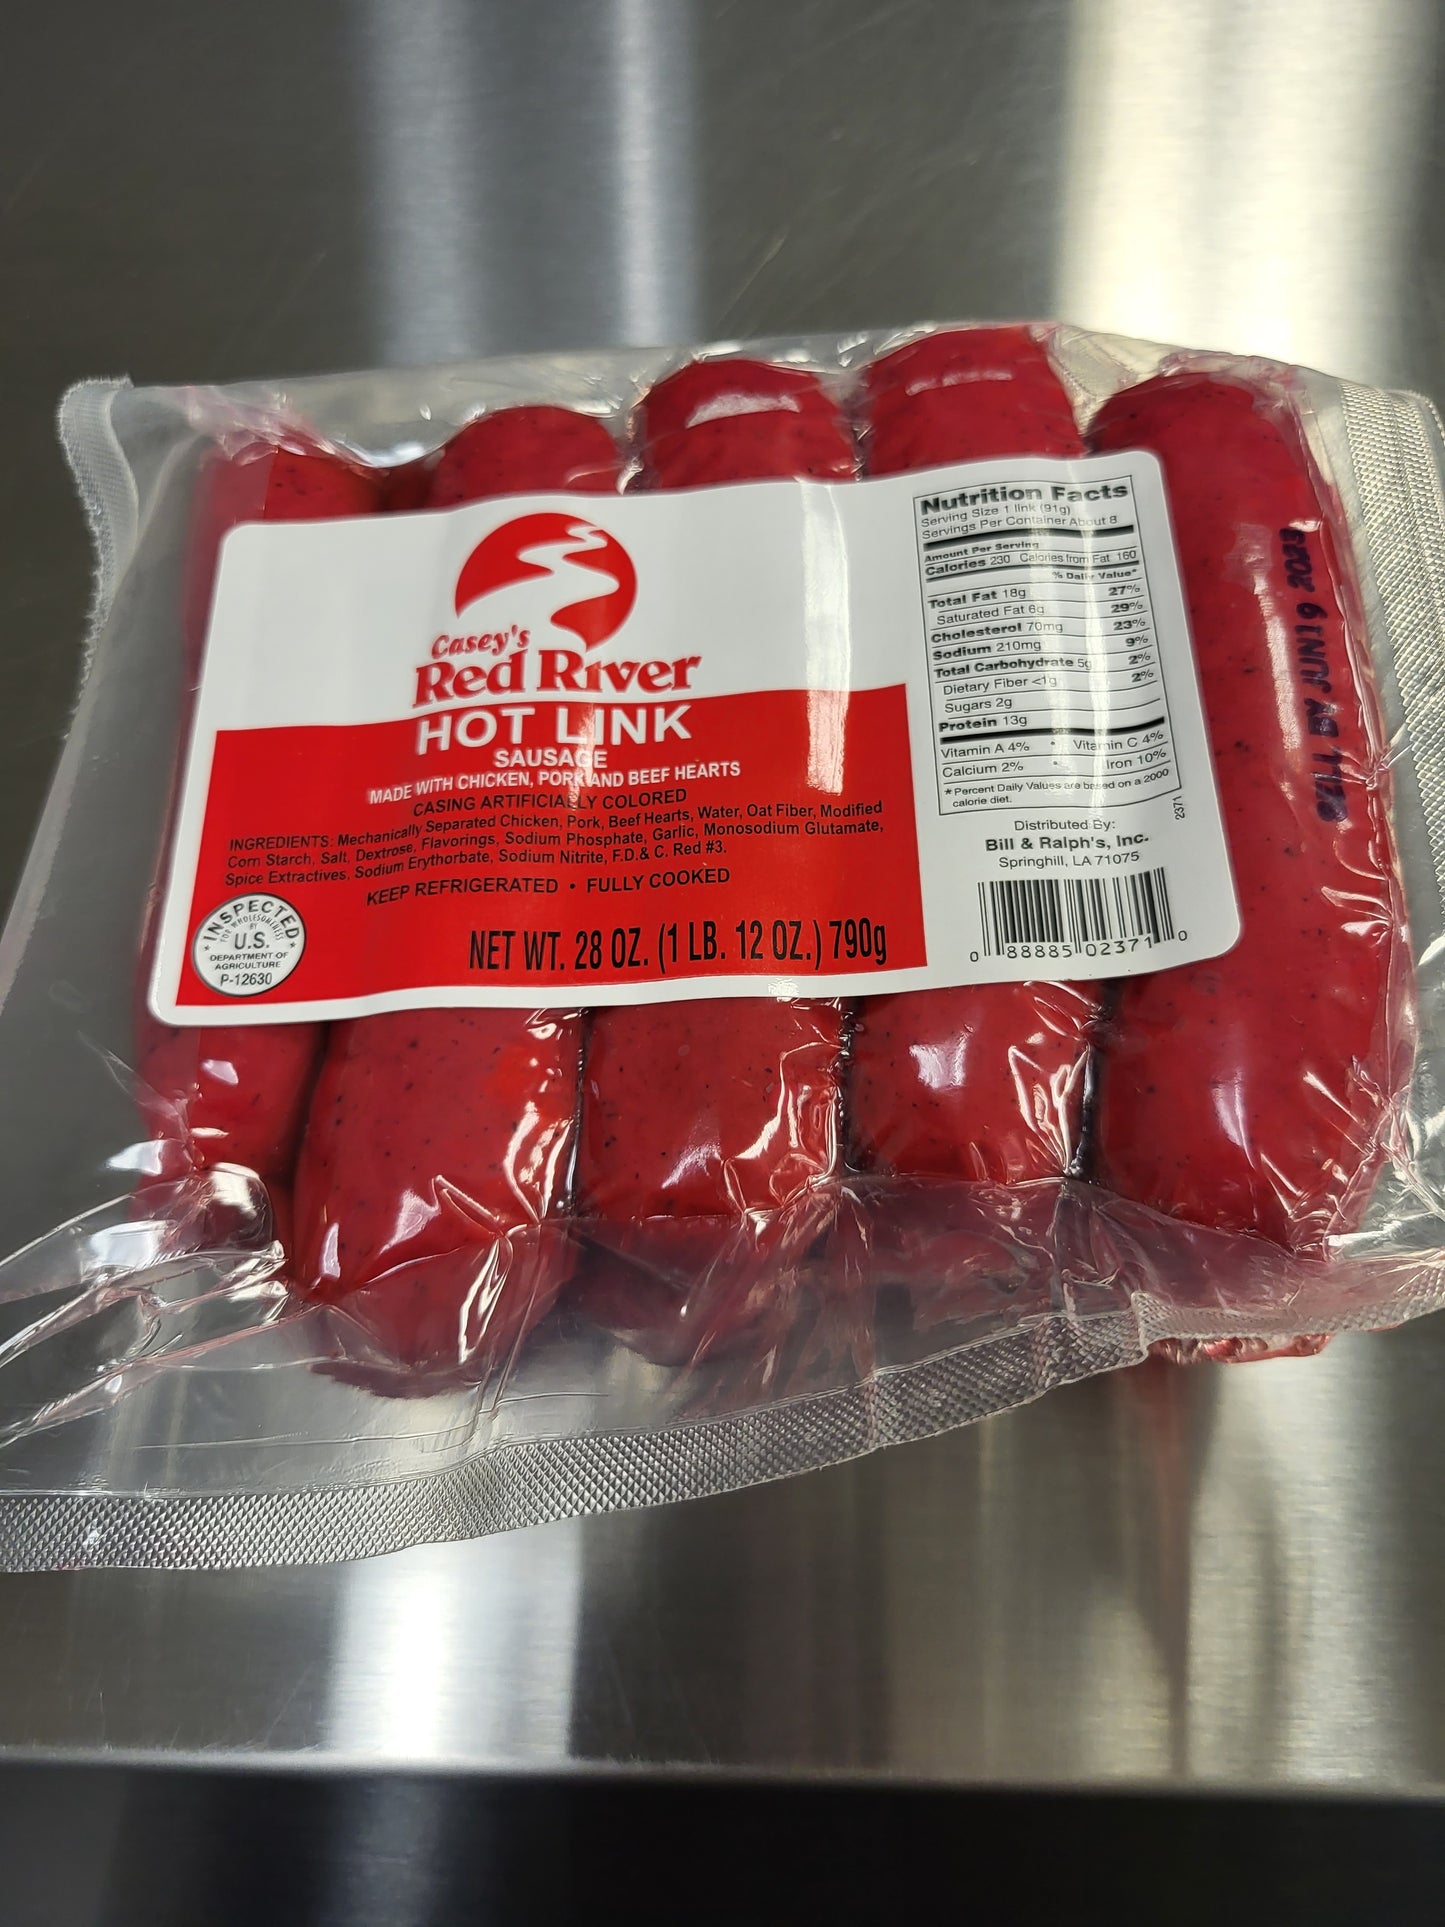 Casey's
Red River
HOT LINK
SAUSAGE
MADE WITH CHICKEN, PORK AND BEEF HEARTS
CASING ARTIFICIALLY COLORED
INGREDIENTS: Mechanically Separated Chicken, Pork, Beef Hearts, Water, Oat Fiber, Modified
Corn Starch, Salt, Dextrose, Flavorings, Sodium Phosphate, Garlic, Monosodium Glutamate,
Spice Extractives, Sodium Erythorbate, Sodium Nitrite, F.D.& C. Red #3.
KEEP REFRIGERATED • FULLY COOKED
INSPECTED
FOR WHOLESOMENESS
BY
U.S.
DEPARTMENT OF
AGRICULTURE
P-12630
NET WT. 28 OZ. (1 LB. 12 OZ.) 790g
Nutrition Facts
Serving Size 1 link (91g)
Servings Per Container About 8
Amount Per Serving
Calories 230 Calories from Fat 160
% Daily Value*
Total Fat 18g 27%
Saturated Fat 6g 29%
Cholesterol 70mg 23%
Sodium 210mg 9%
Total Carbohydrate 5g 2%
Dietary Fiber <1g 2%
Sugars 2g
Protein 13g
Vitamin A 4% • Vitamin C 4%
Calcium 2% • Iron 10%
*Percent Daily Values are based on a 2000
calorie diet.
2371
Distributed By:
Bill & Ralph's, Inc.
Springhill, LA 71075
0 88885 02371 0
SELL BY JUN19 2023